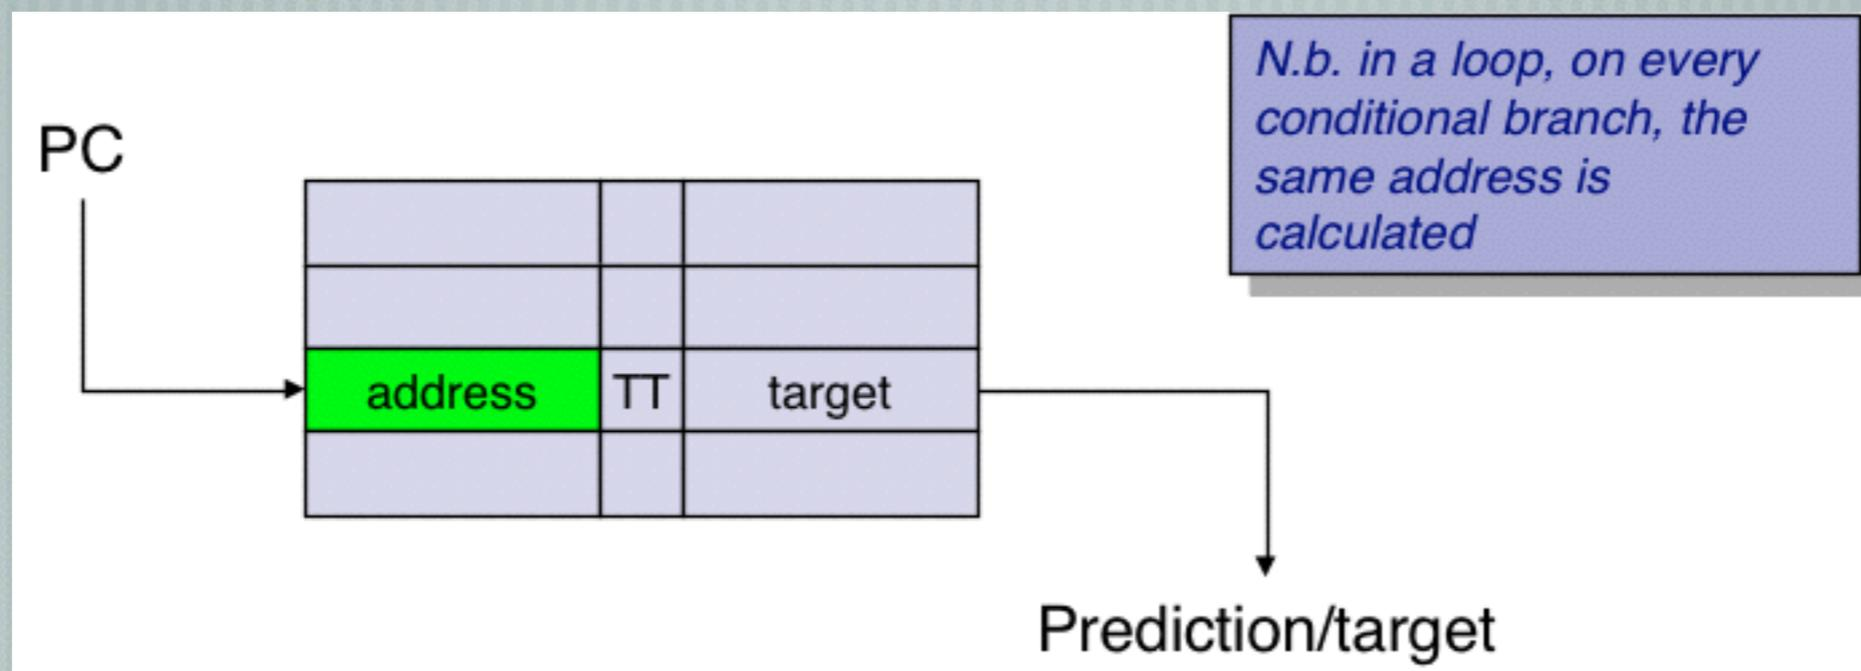 N.b. in a loop, on every
conditional branch, the
same address is
calculated
PC
address TT target
Prediction/target